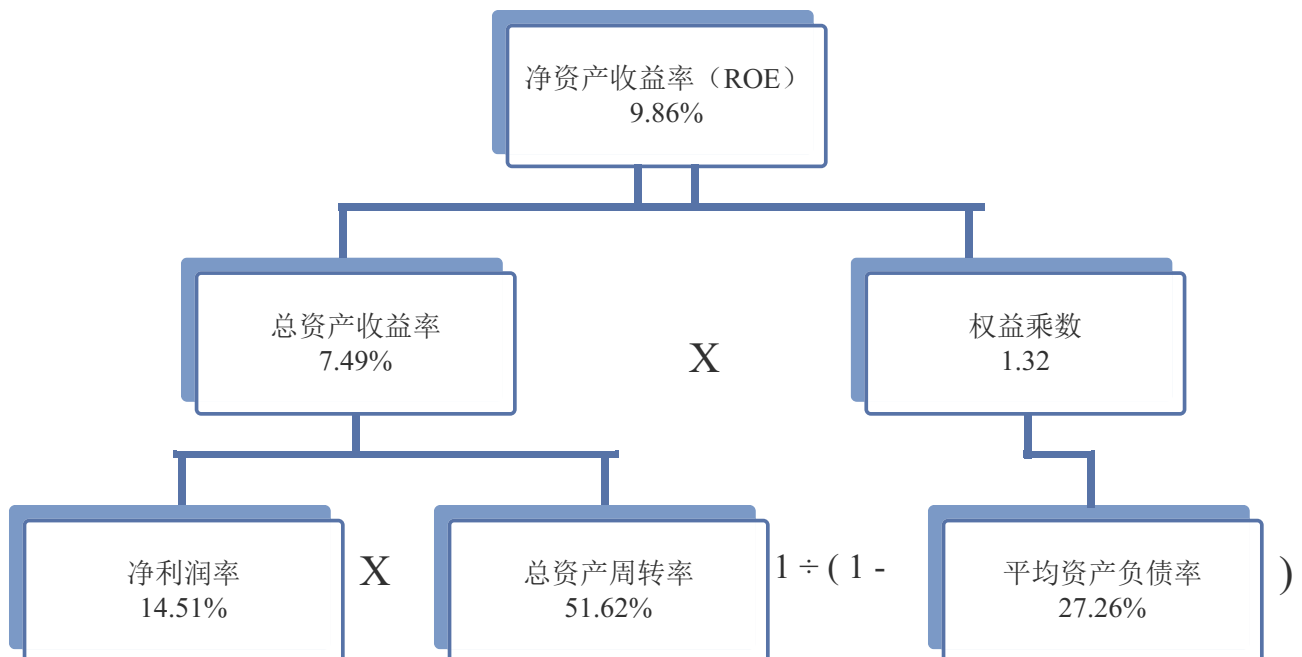 净资产收益率（ROE）
9.86%
总资产收益率
7.49%
X
权益乘数
1.32
净利润率
14.51%
X
总资产周转率
51.62%
1 ÷ ( 1 -
平均资产负债率
27.26%
)